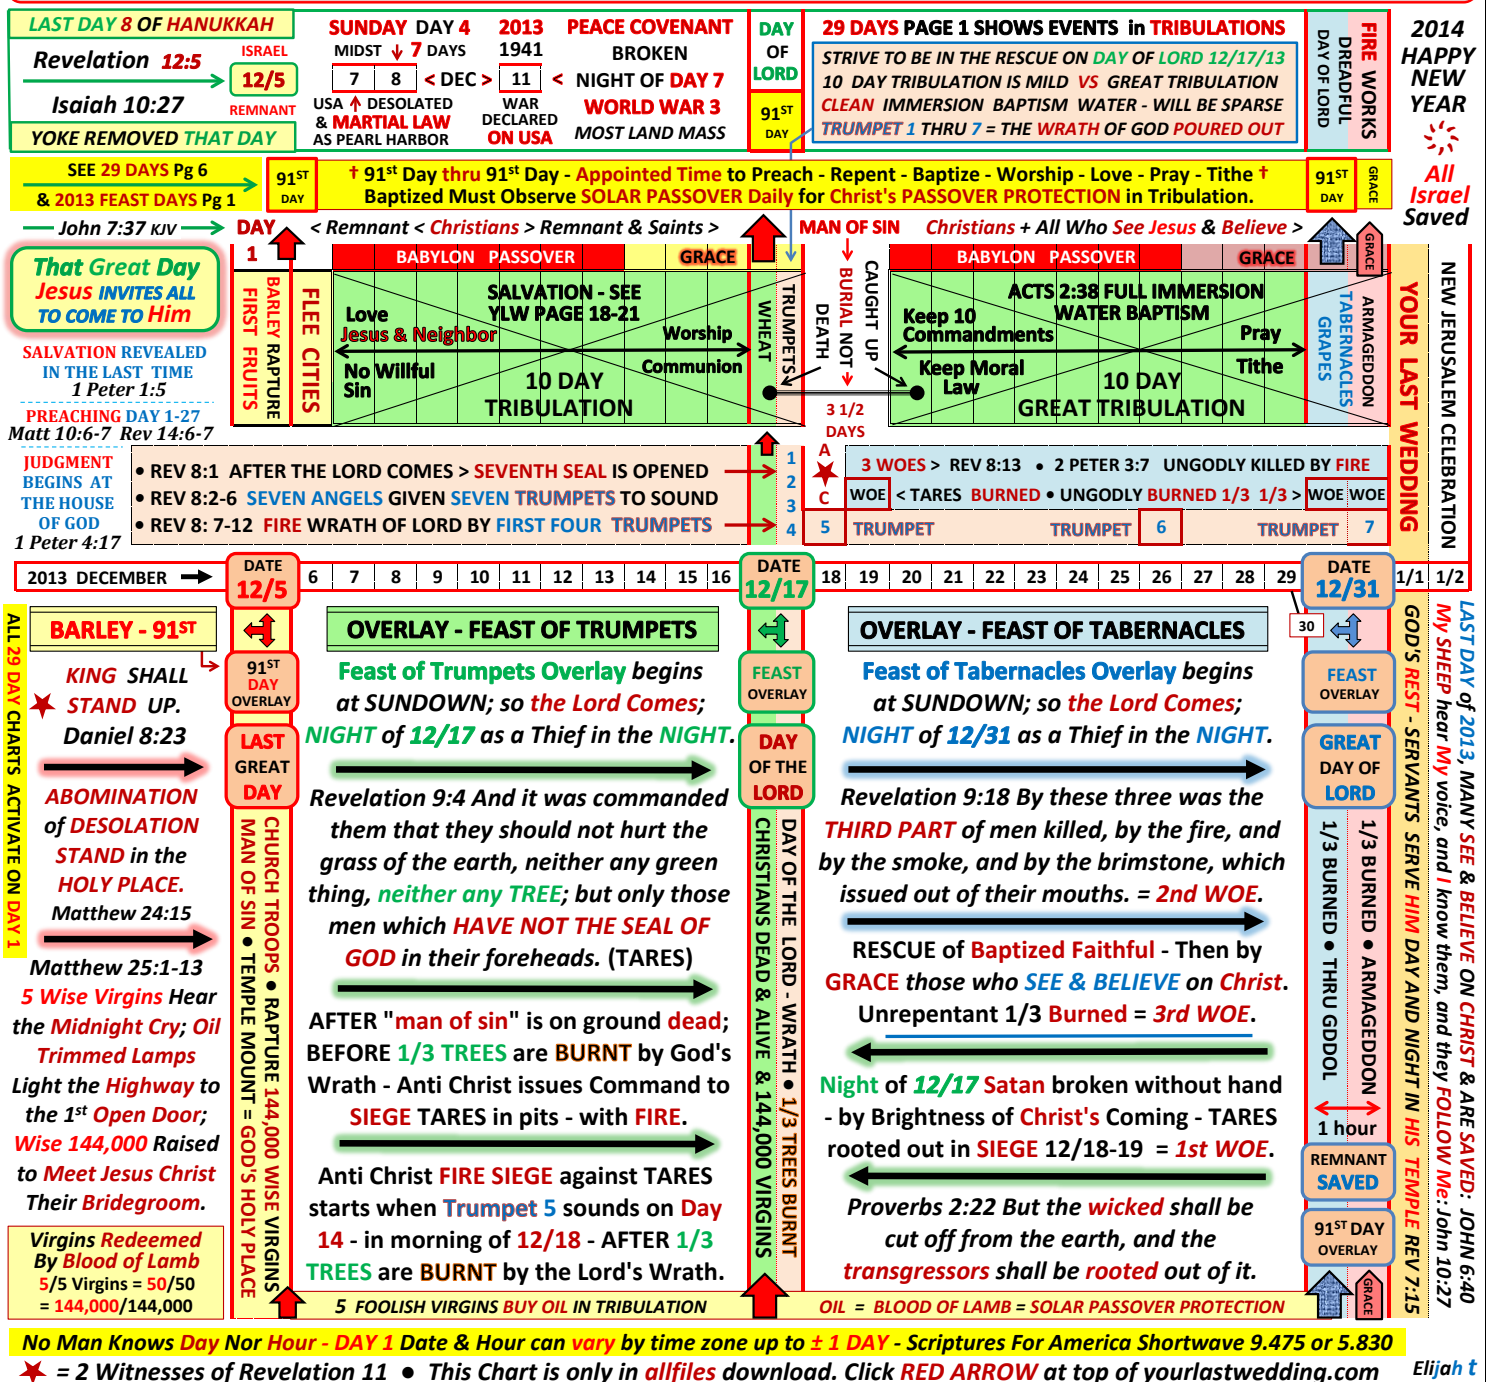 LAST DAY 8 OF HANUKKAH
Revelation 12:5
Isaiah 10:27
YOKE REMOVED THAT DAY
ISRAEL
12/5
REMNANT
SUNDAY DAY 4
MIDST 7 DAYS
7 8 < DEC >
USA DESOLATED
& MARTIAL LAW
AS PEARL HARBOR
2013
1941
11 <
WAR
DECLARED
ON USA
PEACE COVENANT
BROKEN
NIGHT OF DAY 7
WORLD WAR 3
MOST LAND MASS
DAY
OF
LORD
91ST
DAY
29 DAYS PAGE 1 SHOWS EVENTS in TRIBULATIONS
STRIVE TO BE IN THE RESCUE ON DAY OF LORD 12/17/13
10 DAY TRIBULATION IS MILD VS GREAT TRIBULATION
CLEAN IMMERSION BAPTISM WATER - WILL BE SPARSE
TRUMPET 1 THRU 7 = THE WRATH OF GOD POURED OUT
DREADFUL
DAY OF LORD
FIRE WORKS
2014
HAPPY
NEW
YEAR
All
Israel
Saved
SEE 29 DAYS Pg 6
& 2013 FEAST DAYS Pg 1
91ST
DAY
† 91st Day thru 91st Day - Appointed Time to Preach - Repent - Baptize - Worship - Love - Pray - Tithe †
Baptized Must Observe SOLAR PASSOVER Daily for Christ's PASSOVER PROTECTION in Tribulation.
91ST
DAY
GRACE
John 7:37 KJV
DAY
1
< Remnant < Christians > Remnant & Saints >
MAN OF SIN
Christians + All Who See Jesus & Believe >
GRACE
That Great Day
Jesus INVITES ALL
TO COME TO Him
SALVATION REVEALED
IN THE LAST TIME
1 Peter 1:5
PREACHING DAY 1-27
Matt 10:6-7 Rev 14:6-7
JUDGMENT
BEGINS AT
THE HOUSE
OF GOD
1 Peter 4:17
FIRST FRUITS
BARLEY RAPTURE
FLEE CITIES
BABYLON PASSOVER
GRACE
SALVATION - SEE
YLW PAGE 18-21
Love
Jesus & Neighbor
Worship
No Willful
Sin
Communion
10 DAY
TRIBULATION
WHEAT
TRUMPETS
DEATH
BURIAL NOT
CAUGHT UP
3 1/2
DAYS
BABYLON PASSOVER
GRACE
ACTS 2:38 FULL IMMERSION
WATER BAPTISM
Keep 10
Commandments
Pray
Keep Moral
Law
Tithe
10 DAY
GREAT TRIBULATION
TABERNACLES
GRAPES
ARMAGEDDON
YOUR LAST WEDDING
NEW JERUSALEM CELEBRATION
• REV 8:1 AFTER THE LORD COMES > SEVENTH SEAL IS OPENED
• REV 8:2-6 SEVEN ANGELS GIVEN SEVEN TRUMPETS TO SOUND
• REV 8: 7-12 FIRE WRATH OF LORD BY FIRST FOUR TRUMPETS
1
2
3
4
A
C
3 WOES > REV 8:13 • 2 PETER 3:7 UNGODLY KILLED BY FIRE
WOE < TARES BURNED • UNGODLY BURNED 1/3 1/3 > WOE WOE
5 TRUMPET TRUMPET 6 TRUMPET 7
2013 DECEMBER
DATE
12/5
6 7 8 9 10 11 12 13 14 15 16
DATE
12/17
18 19 20 21 22 23 24 25 26 27 28 29
30
DATE
12/31
1/1 1/2
ALL 29 DAY CHARTS ACTIVATE ON DAY 1
BARLEY - 91ST
KING SHALL
STAND UP.
Daniel 8:23
ABOMINATION
of DESOLATION
STAND in the
HOLY PLACE.
Matthew 24:15
Matthew 25:1-13
5 Wise Virgins Hear
the Midnight Cry; Oil
Trimmed Lamps
Light the Highway to
the 1st Open Door;
Wise 144,000 Raised
to Meet Jesus Christ
Their Bridegroom.
Virgins Redeemed
By Blood of Lamb
5/5 Virgins = 50/50
= 144,000/144,000
91ST
DAY
OVERLAY
LAST
GREAT
DAY
MAN OF SIN • TEMPLE MOUNT = GOD'S HOLY PLACE
CHURCH TROOPS • RAPTURE 144,000 WISE VIRGINS
OVERLAY - FEAST OF TRUMPETS
Feast of Trumpets Overlay begins
at SUNDOWN; so the Lord Comes;
NIGHT of 12/17 as a Thief in the NIGHT.
Revelation 9:4 And it was commanded
them that they should not hurt the
grass of the earth, neither any green
thing, neither any TREE; but only those
men which HAVE NOT THE SEAL OF
GOD in their foreheads. (TARES)
AFTER "man of sin" is on ground dead;
BEFORE 1/3 TREES are BURNT by God's
Wrath - Anti Christ issues Command to
SIEGE TARES in pits - with FIRE.
Anti Christ FIRE SIEGE against TARES
starts when Trumpet 5 sounds on Day
14 - in morning of 12/18 - AFTER 1/3
TREES are BURNT by the Lord's Wrath.
5 FOOLISH VIRGINS BUY OIL IN TRIBULATION
FEAST
OVERLAY
DAY
OF THE
LORD
CHRISTIANS DEAD & ALIVE & 144,000 VIRGINS
DAY OF THE LORD - WRATH • 1/3 TREES BURNT
OVERLAY - FEAST OF TABERNACLES
Feast of Tabernacles Overlay begins
at SUNDOWN; so the Lord Comes;
NIGHT of 12/31 as a Thief in the NIGHT.
Revelation 9:18 By these three was the
THIRD PART of men killed, by the fire, and
by the smoke, and by the brimstone, which
issued out of their mouths. = 2nd WOE.
RESCUE of Baptized Faithful - Then by
GRACE those who SEE & BELIEVE on Christ.
Unrepentant 1/3 Burned = 3rd WOE.
Night of 12/17 Satan broken without hand
- by Brightness of Christ's Coming - TARES
rooted out in SIEGE 12/18-19 = 1st WOE.
Proverbs 2:22 But the wicked shall be
cut off from the earth, and the
transgressors shall be rooted out of it.
OIL = BLOOD OF LAMB = SOLAR PASSOVER PROTECTION
FEAST
OVERLAY
GREAT
DAY OF
LORD
1/3 BURNED • THRU GDDOL
1/3 BURNED • ARMAGEDDON
1 hour
REMNANT
SAVED
91ST DAY
OVERLAY
GRACE
GOD'S REST - SERVANTS SERVE HIM DAY AND NIGHT IN HIS TEMPLE REV 7:15
My SHEEP hear My voice, and I know them, and they FOLLOW Me: John 10:27
LAST DAY of 2013, MANY SEE & BELIEVE ON CHRIST & ARE SAVED: JOHN 6:40
No Man Knows Day Nor Hour - DAY 1 Date & Hour can vary by time zone up to ± 1 DAY - Scriptures For America Shortwave 9.475 or 5.830
= 2 Witnesses of Revelation 11 • This Chart is only in allfiles download. Click RED ARROW at top of yourlastwedding.com
Elijah t